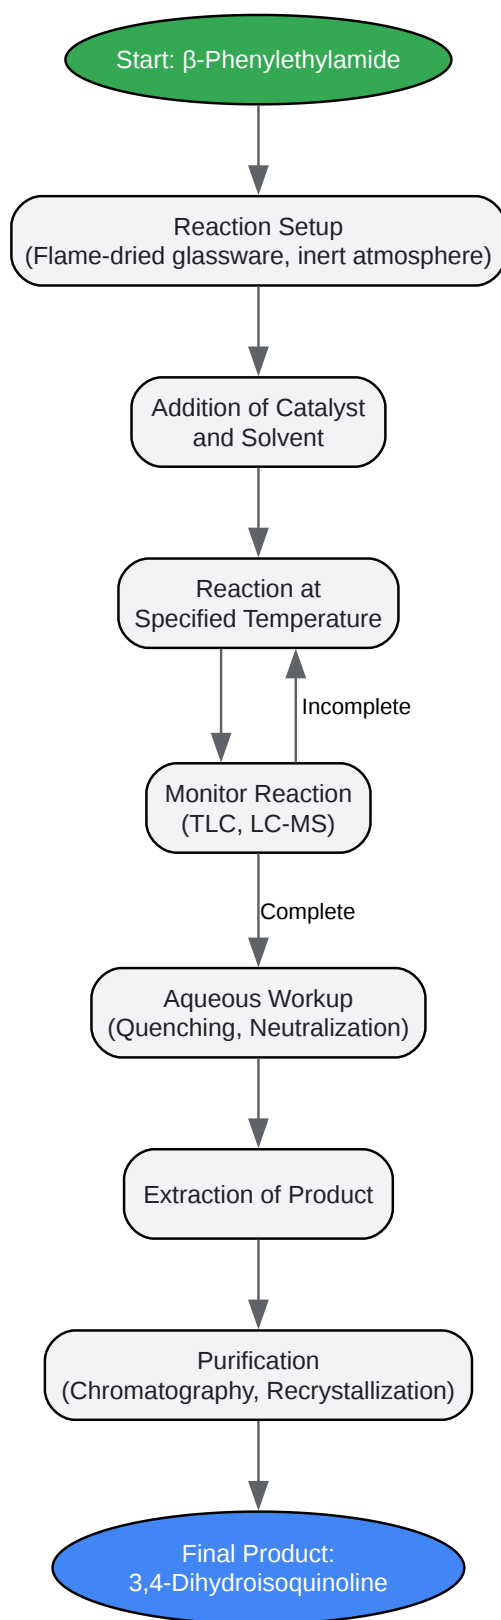 Start: β-Phenylethylamide
Reaction Setup
(Flame-dried glassware, inert atmosphere)
Addition of Catalyst
and Solvent
Reaction at
Specified Temperature
Incomplete
Monitor Reaction
(TLC, LC-MS)
Complete
Aqueous Workup
(Quenching, Neutralization)
Extraction of Product
Purification
(Chromatography, Recrystallization)
Final Product:
3,4-Dihydroisoquinoline